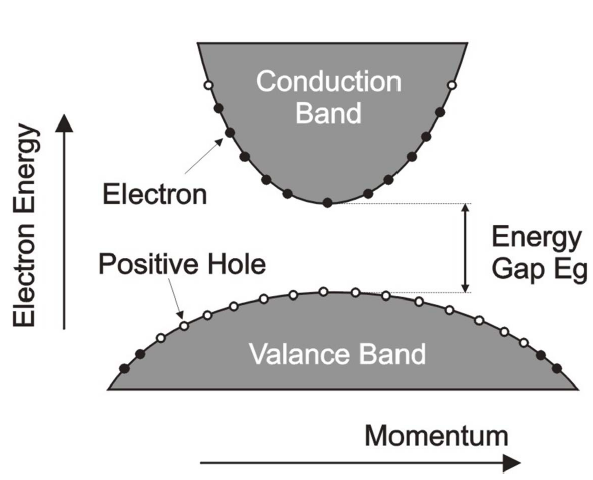 Conduction
Band
Electron Energy
Electron
Energy
Gap Eg
Positive Hole
Valance Band
Momentum